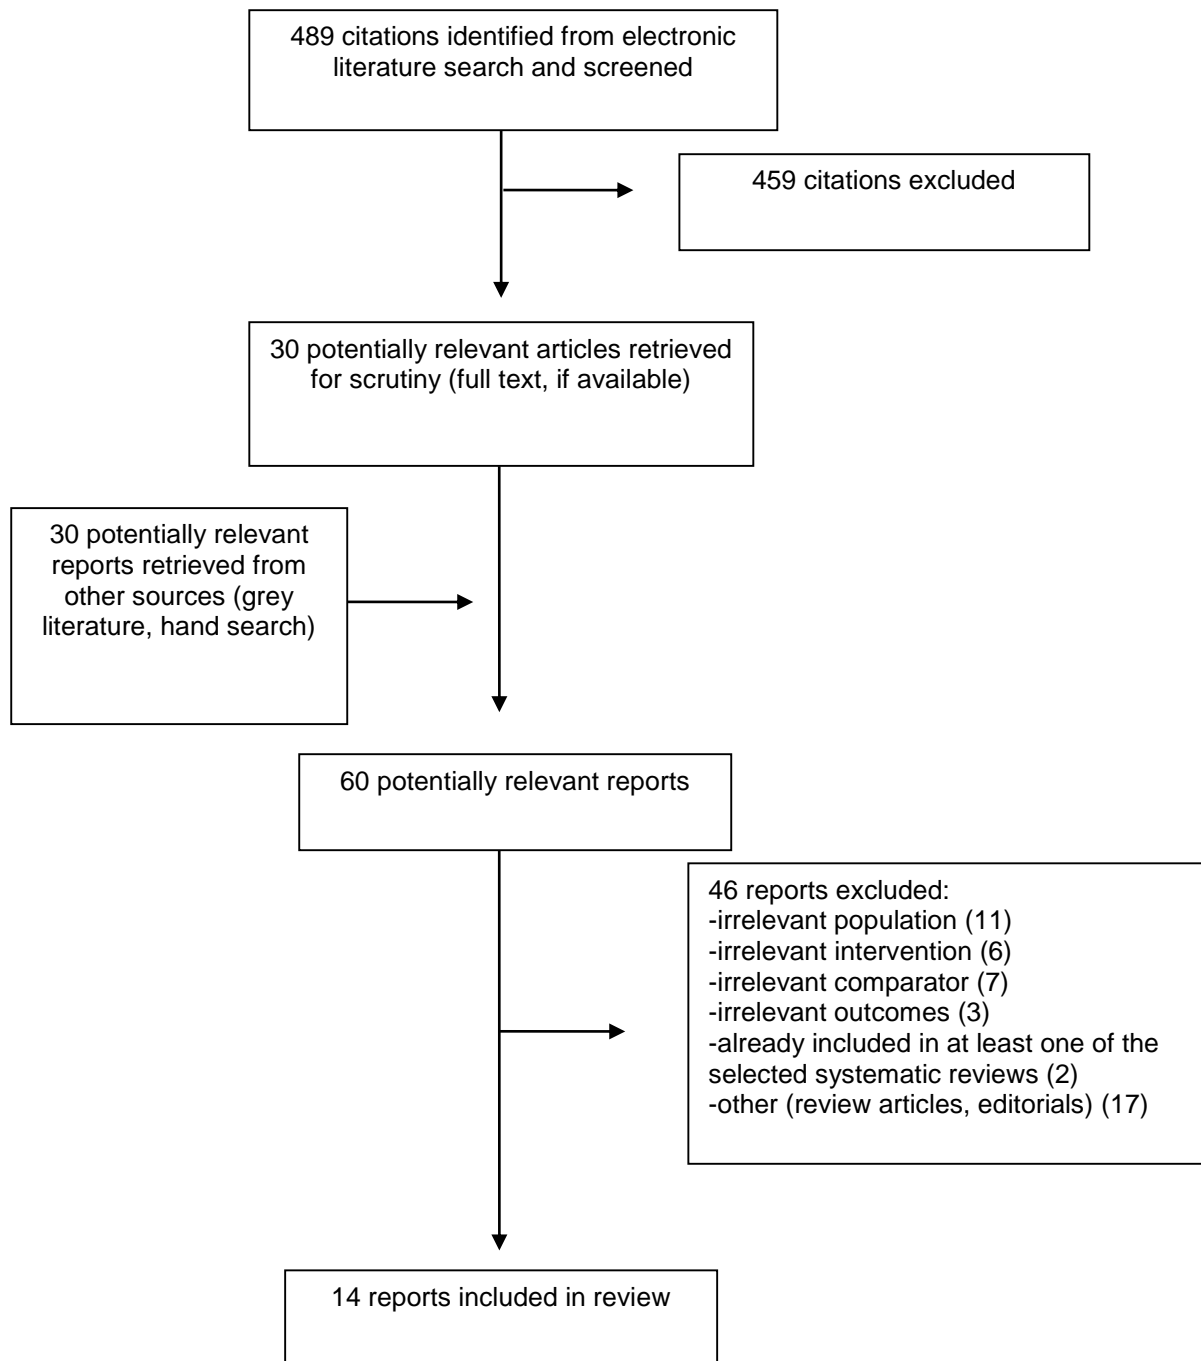 489 citations identified from electronic
literature search and screened
459 citations excluded
30 potentially relevant articles retrieved
for scrutiny (full text, if available)
30 potentially relevant
reports retrieved from
other sources (grey
literature, hand search)
60 potentially relevant reports
46 reports excluded:
-irrelevant population (11)
-irrelevant intervention (6)
-irrelevant comparator (7)
-irrelevant outcomes (3)
-already included in at least one of the
selected systematic reviews (2)
-other (review articles, editorials) (17)
14 reports included in review